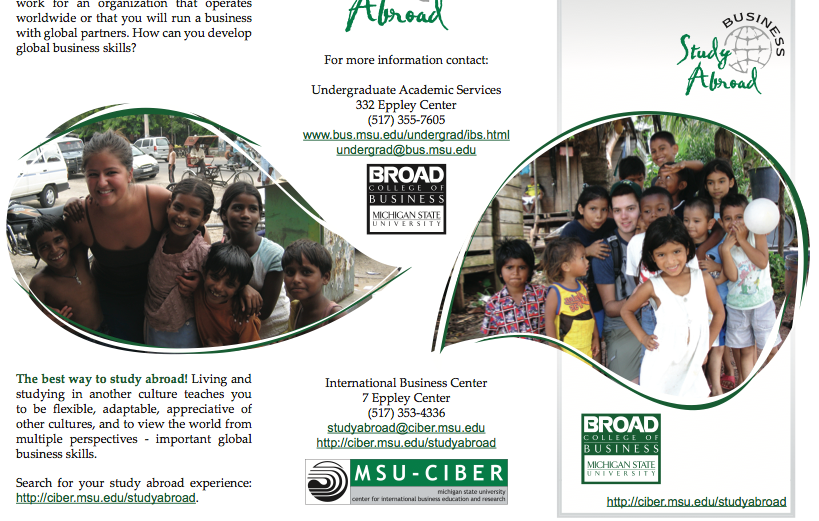 work for an organization that operates
worldwide or that you will run a business
with global partners. How can you develop
global business skills?
The best way to study abroad! Living and
studying in another culture teaches you
to be flexible, adaptable, appreciative of
other cultures, and to view the world from
multiple perspectives - important global
business skills.
Search for your study abroad experience:
http://ciber.msu.edu/studyabroad.
Abroad
For more information contact:
Undergraduate Academic Services
332 Eppley Center
(517) 355-7605
www.bus.msu.edu/undergrad/ibs.html
undergrad@bus.msu.edu
BROAD
COLLEGE OF
BUSINESS
MICHIGAN STATE
UNIVERSITY
International Business Center
7 Eppley Center
(517) 353-4336
studyabroad@ciber.msu.edu
http://ciber.msu.edu/studyabroad
MSU-CIBER
michigan state university
center for international business education and research
BUSINESS
Study
Abroad
BROAD
COLLEGE OF
BUSINESS
MICHIGAN STATE
UNIVERSITY
http://ciber.msu.edu/studyabroad